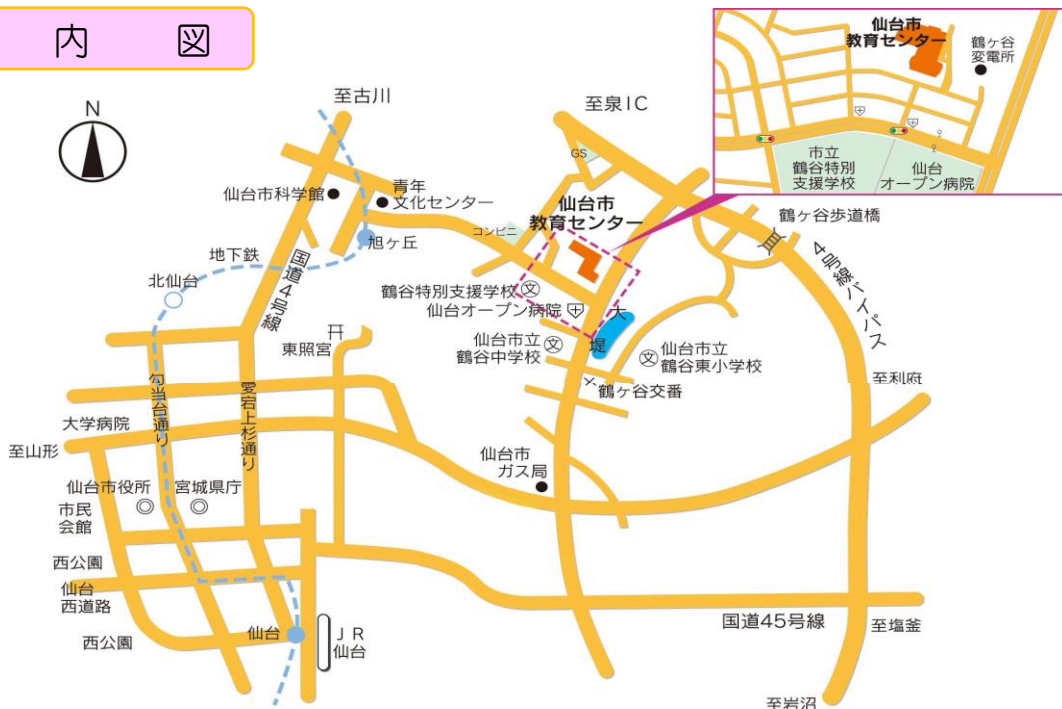 内 図
N
至古川
至泉IC
GS
仙台市科学館
青年
文化センター
旭ヶ丘
地下鉄
北仙台
国道4号線
コンビニ
仙台市
教育センター
鶴谷特別支援学校
仙台オープン病院
大
堤
仙台市立
鶴谷中学校
仙台市立
鶴谷東小学校
鶴ヶ谷交番
鶴ヶ谷歩道橋
4号線バイパス
至利府
東照宮
勾当台通り
愛宕上杉通り
大学病院
至山形
仙台市
ガス局
仙台市役所
宮城県庁
市民
会館
西公園
仙台
西道路
西公園
仙台
JR
仙台
国道45号線
至塩釜
至岩沼
仙台市
教育センター
鶴ヶ谷
変電所
市立
鶴谷特別
支援学校
仙台
オープン病院